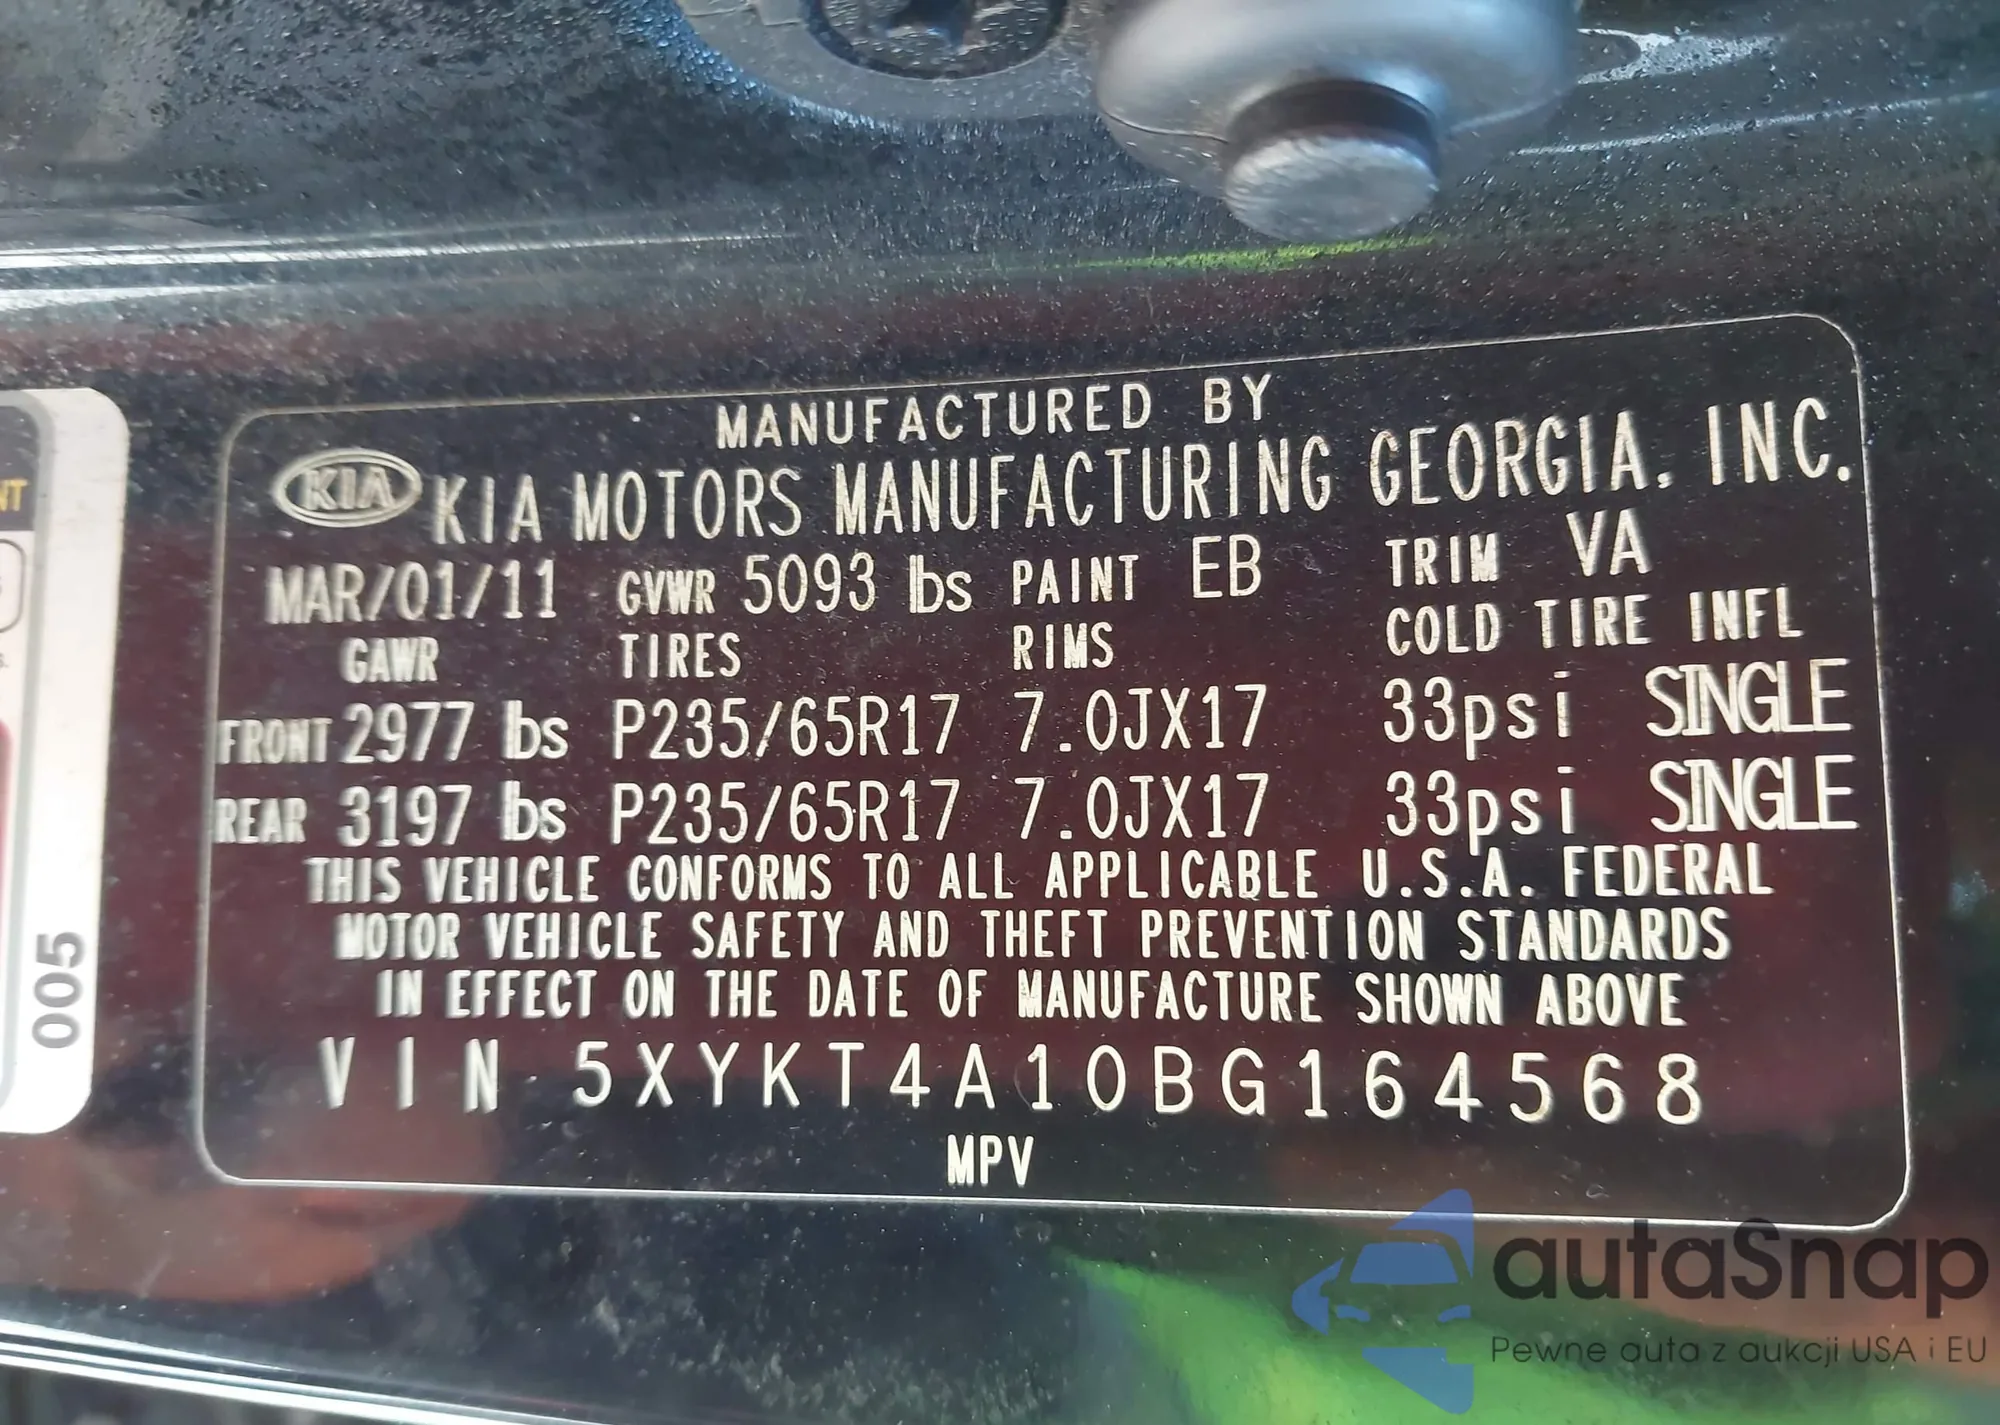 MANUFACTURED BY
KIA KIA MOTORS MANUFACTURING GEORGIA, INC.
MAR/01/11 GVWR 5093 lbs PAINT EB TRIM VA
GAWR TIRES RIMS COLD TIRE INFL
FRONT 2977 lbs P235/65R17 7.0JX17 33psi SINGLE
REAR 3197 lbs P235/65R17 7.0JX17 33psi SINGLE
THIS VEHICLE CONFORMS TO ALL APPLICABLE U.S.A. FEDERAL
MOTOR VEHICLE SAFETY AND THEFT PREVENTION STANDARDS
IN EFFECT ON THE DATE OF MANUFACTURE SHOWN ABOVE
VIN 5XYKT4A10BG164568
MPV
005
autaSnap
Pewne auta z aukcji USA i EU